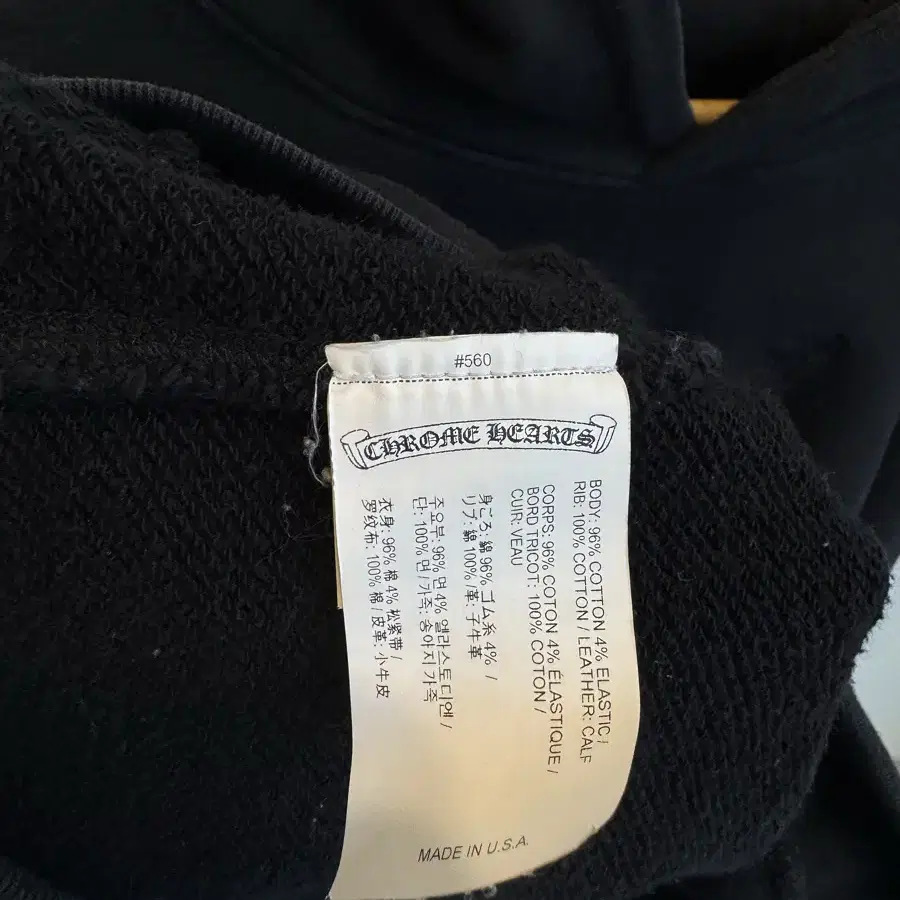 #560
CHROME HEARTS
BODY: 96% COTTON 4% ELASTIC /
RIB: 100% COTTON / LEATHER: CALF
CORPS: 96% COTON 4% ÉLASTIQUE /
BORD TRICOT: 100% COTON /
CUIR: VEAU
身ごろ: 綿 96% ゴム糸 4% /
リブ: 綿 100% /革: 子牛革
주요부: 96% 면 4% 엘라스토디엔 /
단: 100% 면 /가죽: 송아지 가죽
衣身: 96% 棉 4% 松紧带 /
罗纹布: 100% 棉 / 皮革: 小牛皮
MADE IN U.S.A.